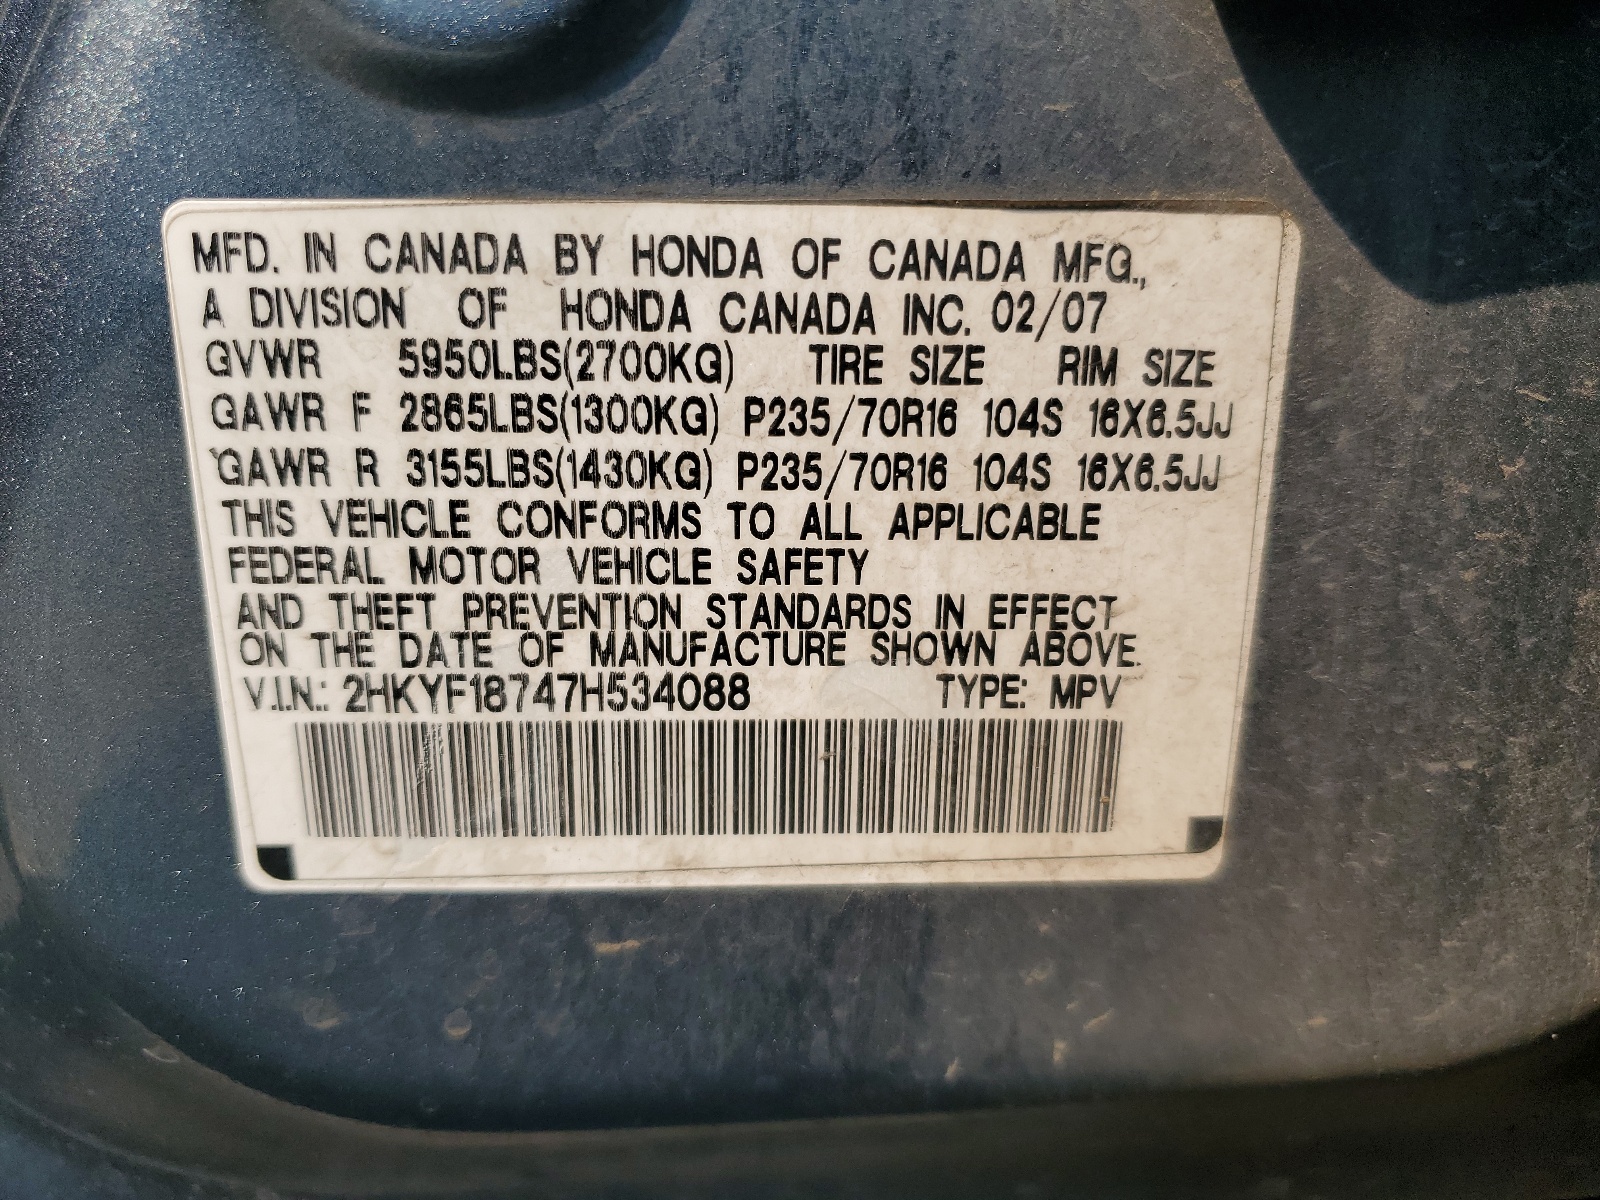 MFD. IN CANADA BY HONDA OF CANADA MFG.,
A DIVISION OF HONDA CANADA INC. 02/07
GVWR 5950LBS(2700KG) TIRE SIZE RIM SIZE
GAWR F 2865LBS(1300KG) P235/70R16 104S 16X6.5JJ
GAWR R 3155LBS(1430KG) P235/70R16 104S 16X6.5JJ
THIS VEHICLE CONFORMS TO ALL APPLICABLE
FEDERAL MOTOR VEHICLE SAFETY
AND THEFT PREVENTION STANDARDS IN EFFECT
ON THE DATE OF MANUFACTURE SHOWN ABOVE.
V.I.N.: 2HKYF18747H534088 TYPE: MPV